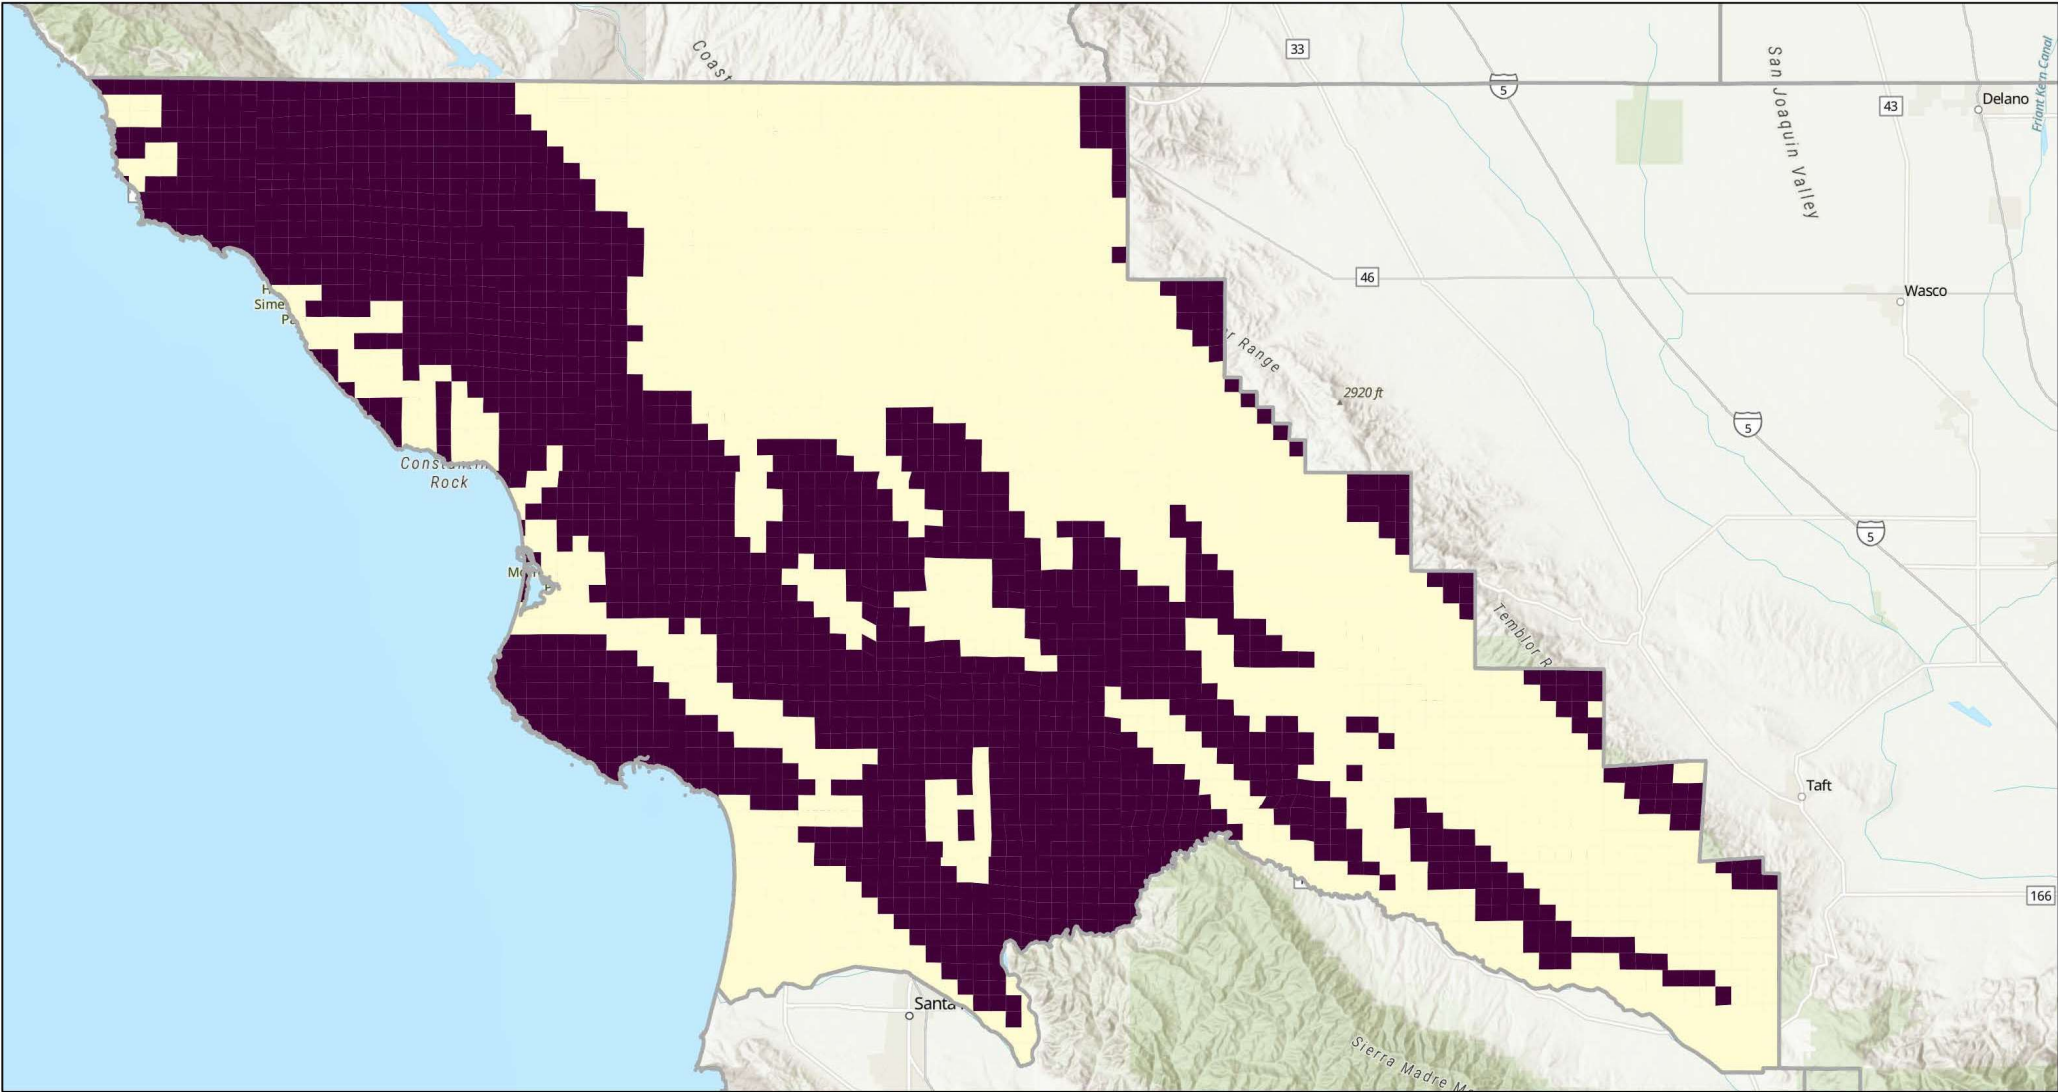 Coast
33
5
San Joaquin Valley
43
Delano
Friant Kern Canal
46
Wasco
Sime
Range
2920 ft
5
Rock
5
Temblor R
Taft
166
Santa
Sierra Madre M